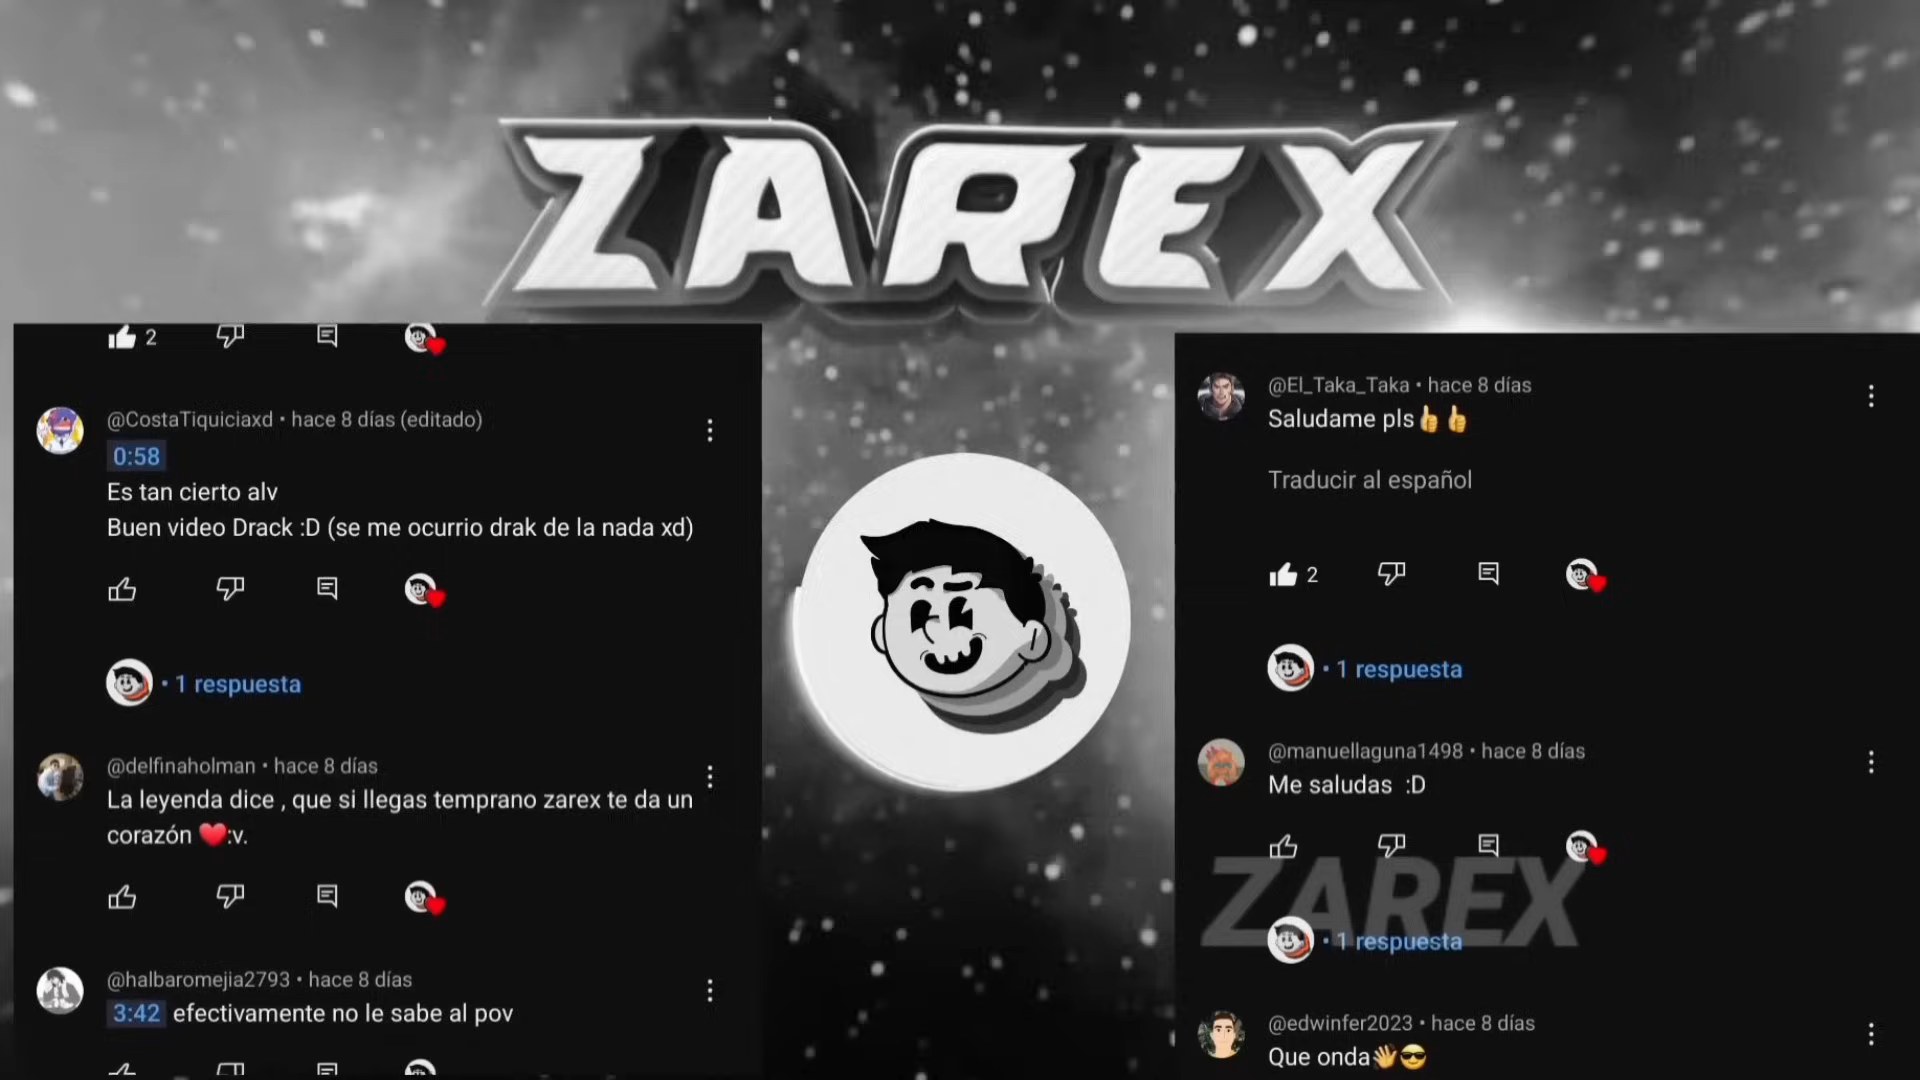 ZAREX
2
@CostaTiquiciaxd • hace 8 días (editado)
0:58
Es tan cierto alv
Buen video Drack :D (se me ocurrio drak de la nada xd)
• 1 respuesta
@delfinaholman • hace 8 días
La leyenda dice , que si llegas temprano zarex te da un
corazón ❤️:v.
@halbaromejia2793 • hace 8 días
3:42 efectivamente no le sabe al pov
@El_Taka_Taka • hace 8 días
Saludame pls👍👍
Traducir al español
2
• 1 respuesta
@manuellaguna1498 • hace 8 días
Me saludas :D
ZAREX
• 1 respuesta
@edwinfer2023 • hace 8 días
Que onda👋😎